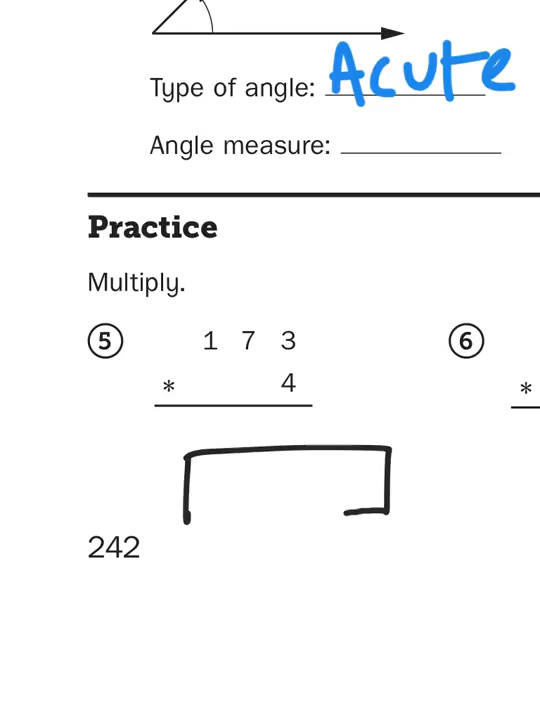 Type of angle: Acute
Angle measure:
Practice
Multiply.
5 1 7 3 6
* 4 *
242